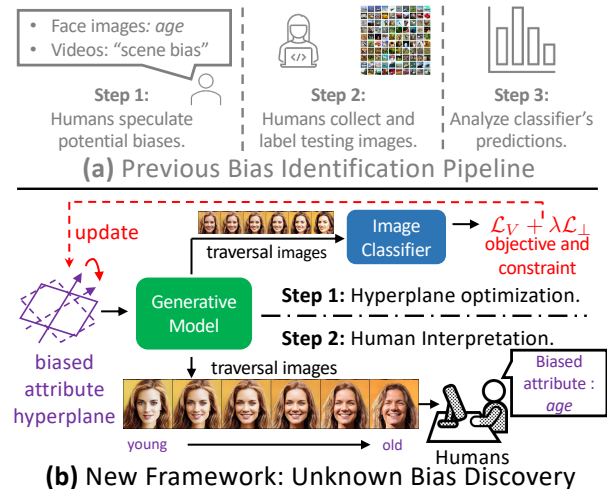 • Face images: age
• Videos: “scene bias”
Step 1:
Humans speculate
potential biases.
</>
Step 2:
Humans collect and
label testing images.
Step 3:
Analyze classifier’s
predictions.
(a) Previous Bias Identification Pipeline
update
traversal images
Image
Classifier
ℒ_V + λℒ_⊥
objective and
constraint
Generative
Model
Step 1: Hyperplane optimization.
Step 2: Human Interpretation.
biased
attribute
hyperplane
traversal images
young
old
Biased
attribute :
age
Humans
(b) New Framework: Unknown Bias Discovery